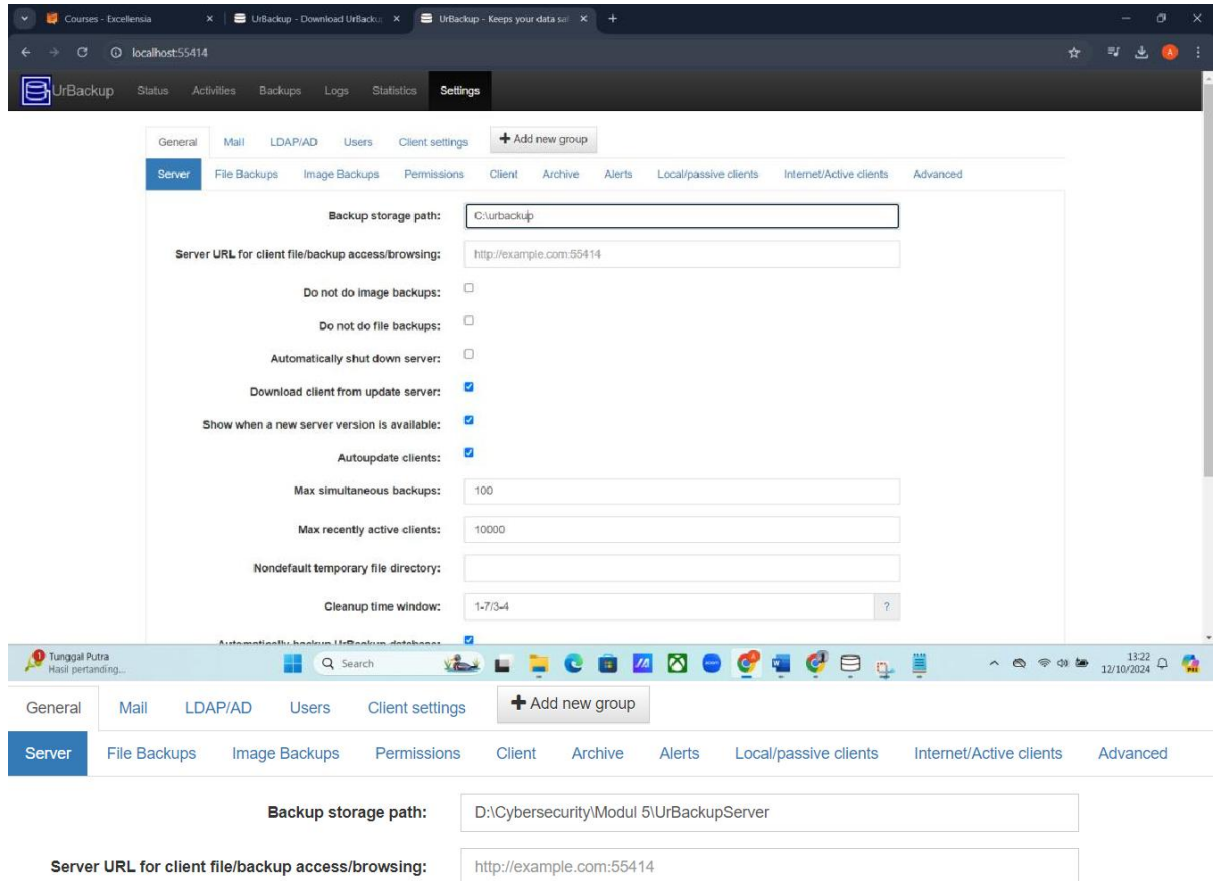 Courses - Excellensia
UrBackup - Download UrBackup
UrBackup - Keeps your data saf
localhost:55414
UrBackup Status Activities Backups Logs Statistics Settings
General Mail LDAP/AD Users Client settings + Add new group
Server File Backups Image Backups Permissions Client Archive Alerts Local/passive clients Internet/Active clients Advanced
Backup storage path: C:\urbackup
Server URL for client file/backup access/browsing: http://example.com:55414
Do not do image backups:
Do not do file backups:
Automatically shut down server:
Download client from update server:
Show when a new server version is available:
Autoupdate clients:
Max simultaneous backups: 100
Max recently active clients: 10000
Nondefault temporary file directory:
Cleanup time window: 1-7/3-4 ?
Automatically backup UrBackup database:
1 Tunggal Putra
Hasil pertanding...
Search
13:22
12/10/2024
General Mail LDAP/AD Users Client settings + Add new group
Server File Backups Image Backups Permissions Client Archive Alerts Local/passive clients Internet/Active clients Advanced
Backup storage path: D:\Cybersecurity\Modul 5\UrBackupServer
Server URL for client file/backup access/browsing: http://example.com:55414